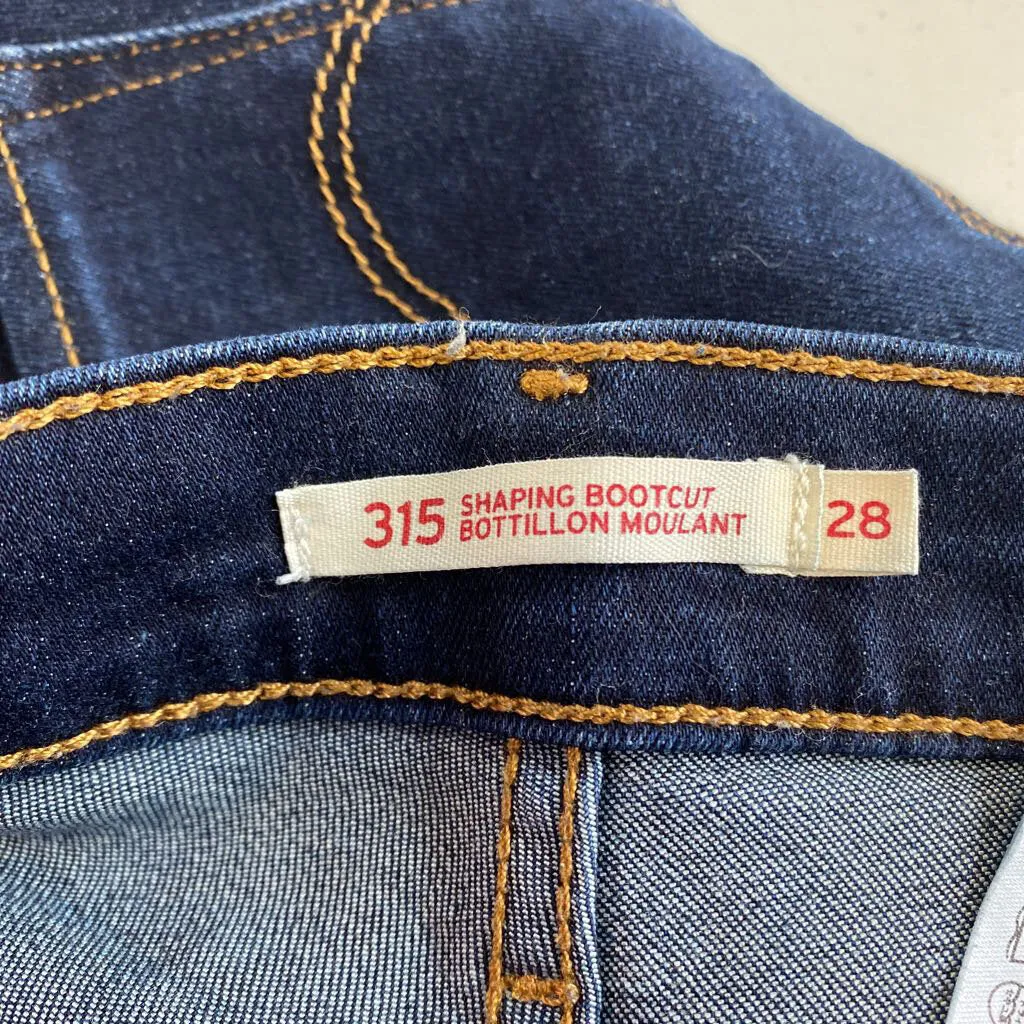 315 SHAPING BOOTCUT
BOTTILLON MOULANT
28